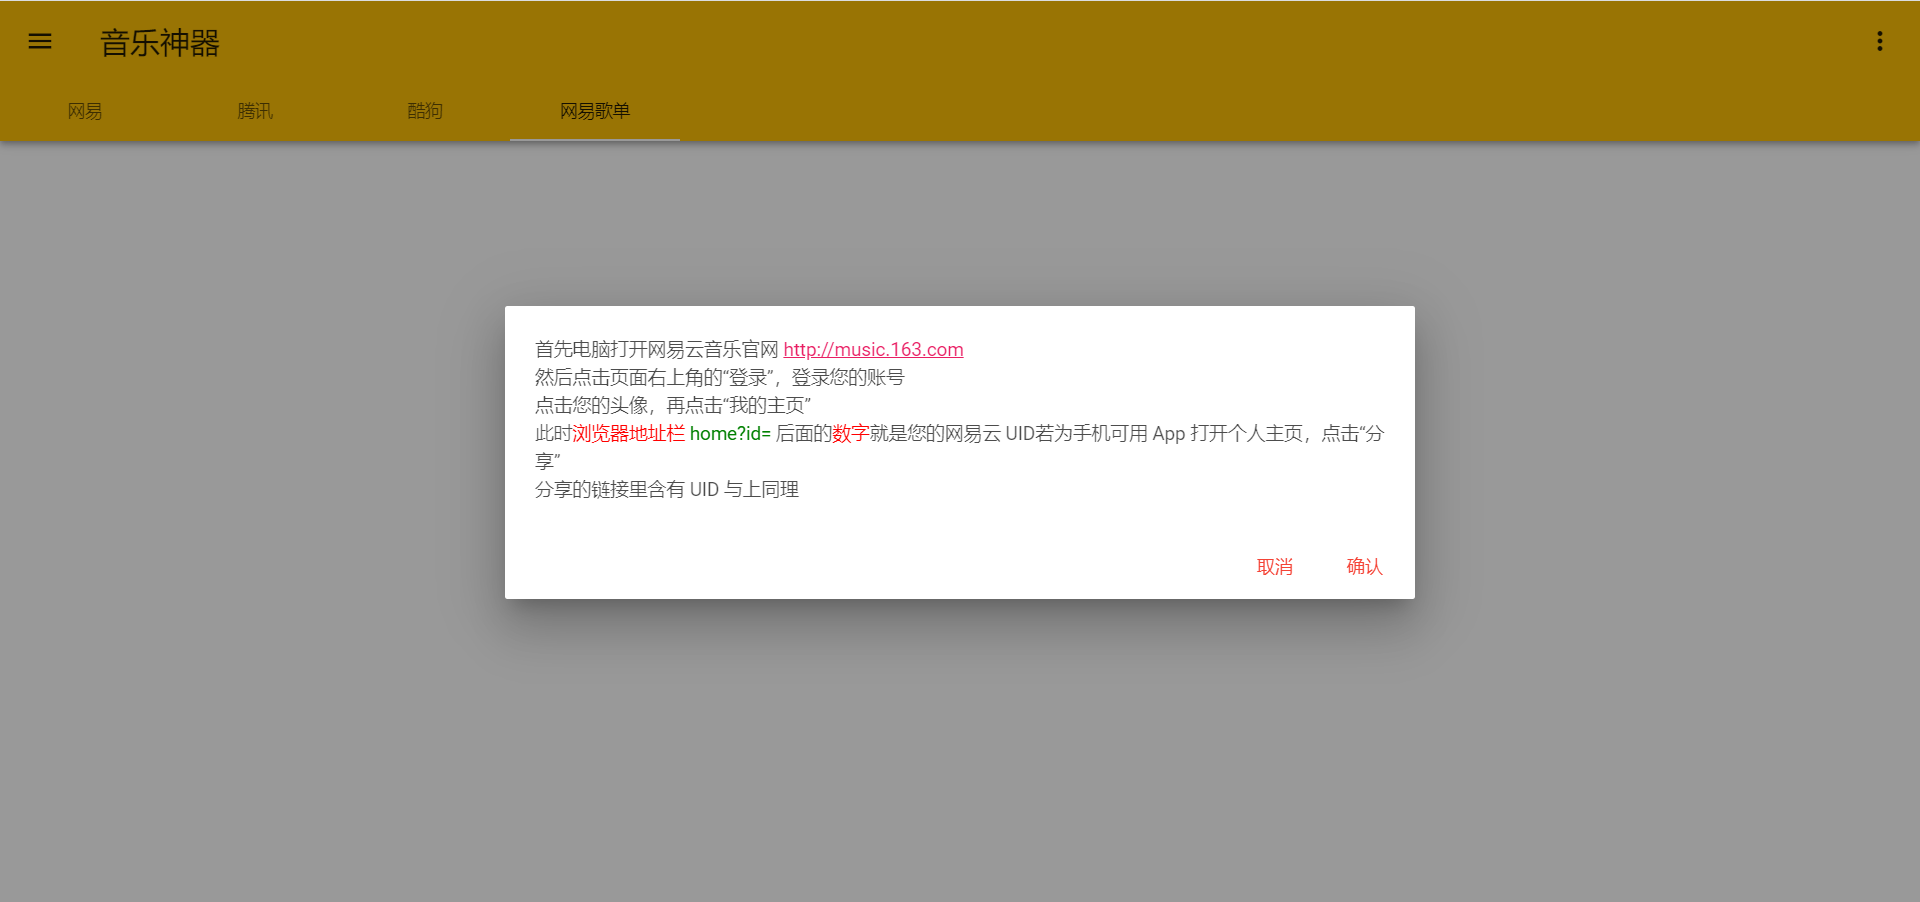 音乐神器
网易
腾讯
酷狗
网易歌单
首先电脑打开网易云音乐官网 http://music.163.com
然后点击页面右上角的“登录”，登录您的账号
点击您的头像，再点击“我的主页”
此时浏览器地址栏 home?id= 后面的数字就是您的网易云 UID若为手机可用 App 打开个人主页，点击“分
享”
分享的链接里含有 UID 与上同理
取消
确认